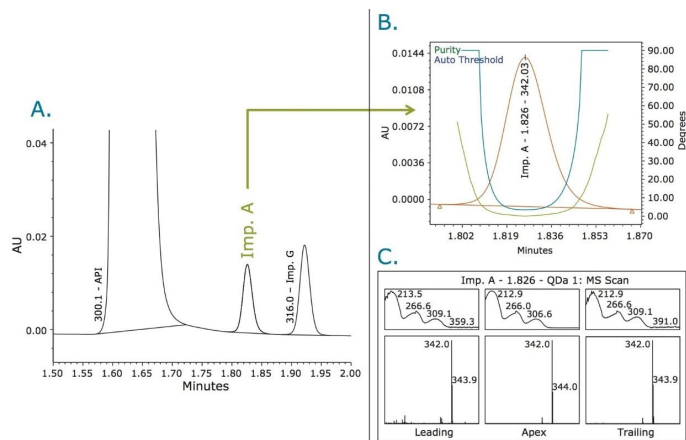 A.
0.04
0.02
0.00
AU
300.1 - API
Imp. A
316.0 - Imp. G
1.50 1.55 1.60 1.65 1.70 1.75 1.80 1.85 1.90 1.95 2.00
Minutes
B.
Purity
Auto Threshold
0.0144
0.0108
0.0072
0.0036
0.0000
AU
Imp. A - 1.826 - 342.03
90.00
80.00
70.00
60.00
50.00
40.00
30.00
20.00
10.00
0.00
Degrees
1.802 1.819 1.836 1.853 1.870
Minutes
C.
Imp. A - 1.826 - QDa 1: MS Scan
213.5
266.6
309.1
359.3
212.9
266.0
306.6
212.9
266.6
309.1
391.0
342.0
343.9
342.0
344.0
342.0
343.9
Leading
Apex
Trailing